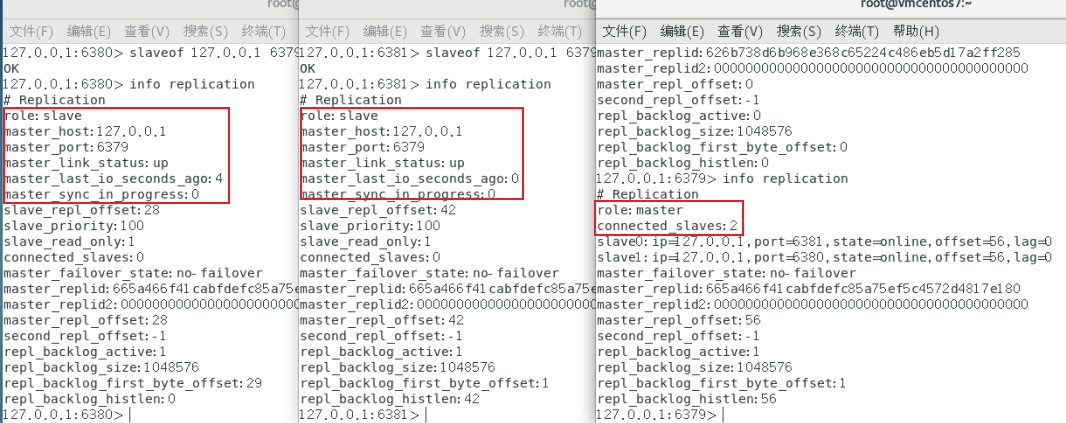 root@
文件(F) 编辑(E) 查看(V) 搜索(S) 终端(T)
127.0.0.1:6380> slaveof 127.0.0.1 6379
OK
127.0.0.1:6380> info replication
# Replication
role:slave
master_host:127.0.0.1
master_port:6379
master_link_status:up
master_last_io_seconds_ago:4
master_sync_in_progress:0
slave_repl_offset:28
slave_priority:100
slave_read_only:1
connected_slaves:0
master_failover_state:no-failover
master_replid:665a466f41cabfdefc85a75e
master_replid2:0000000000000000000
master_repl_offset:28
second_repl_offset:-1
repl_backlog_active:1
repl_backlog_size:1048576
repl_backlog_first_byte_offset:29
repl_backlog_histlen:0
127.0.0.1:6380>
root@
文件(F) 编辑(E) 查看(V) 搜索(S) 终端(T)
127.0.0.1:6381> slaveof 127.0.0.1 6379
OK
127.0.0.1:6381> info replication
# Replication
role:slave
master_host:127.0.0.1
master_port:6379
master_link_status:up
master_last_io_seconds_ago:0
master_sync_in_progress:0
slave_repl_offset:42
slave_priority:100
slave_read_only:1
connected_slaves:0
master_failover_state:no-failover
master_replid:665a466f41cabfdefc85a75e
master_replid2:0000000000000000000
master_repl_offset:42
second_repl_offset:-1
repl_backlog_active:1
repl_backlog_size:1048576
repl_backlog_first_byte_offset:1
repl_backlog_histlen:42
127.0.0.1:6381>
root@vmcentos7:~
文件(F) 编辑(E) 查看(V) 搜索(S) 终端(T) 帮助(H)
master_replid:626b738d6b968e368c65224c486eb5d17a2ff285
master_replid2:0000000000000000000000000000000000000000
master_repl_offset:0
second_repl_offset:-1
repl_backlog_active:0
repl_backlog_size:1048576
repl_backlog_first_byte_offset:0
repl_backlog_histlen:0
127.0.0.1:6379> info replication
# Replication
role:master
connected_slaves:2
slave0:ip=127.0.0.1,port=6381,state=online,offset=56,lag=0
slave1:ip=127.0.0.1,port=6380,state=online,offset=56,lag=0
master_failover_state:no-failover
master_replid:665a466f41cabfdefc85a75ef5c4572d4817e180
master_replid2:0000000000000000000000000000000000000000
master_repl_offset:56
second_repl_offset:-1
repl_backlog_active:1
repl_backlog_size:1048576
repl_backlog_first_byte_offset:1
repl_backlog_histlen:56
127.0.0.1:6379>